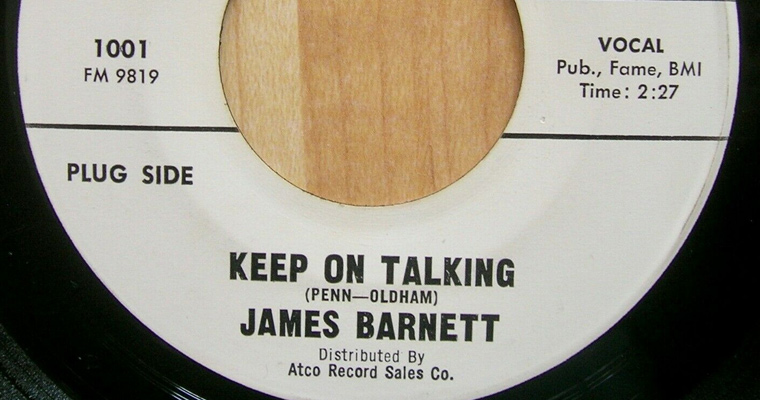 1001
FM 9819
VOCAL
Pub., Fame, BMI
Time: 2:27
PLUG SIDE
KEEP ON TALKING
(PENN—OLDHAM)
JAMES BARNETT
Distributed By
Atco Record Sales Co.